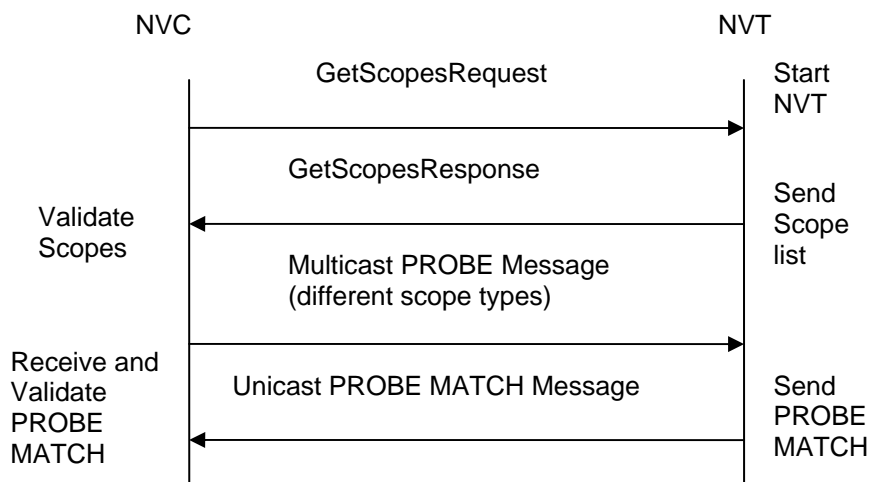 NVC
NVT
GetScopesRequest
Start
NVT
GetScopesResponse
Send
Scope
list
Validate
Scopes
Multicast PROBE Message
(different scope types)
Receive and
Validate
PROBE
MATCH
Unicast PROBE MATCH Message
Send
PROBE
MATCH